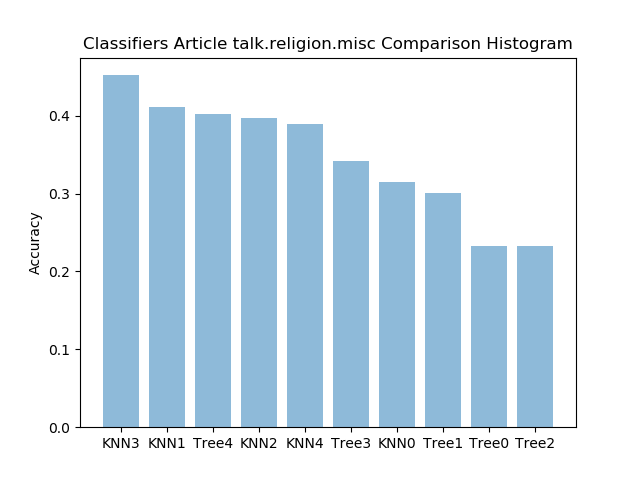 Classifiers Article talk.religion.misc Comparison Histogram
Accuracy
0.4
0.3
0.2
0.1
0.0
KNN3 KNN1 Tree4 KNN2 KNN4 Tree3 KNN0 Tree1 Tree0 Tree2